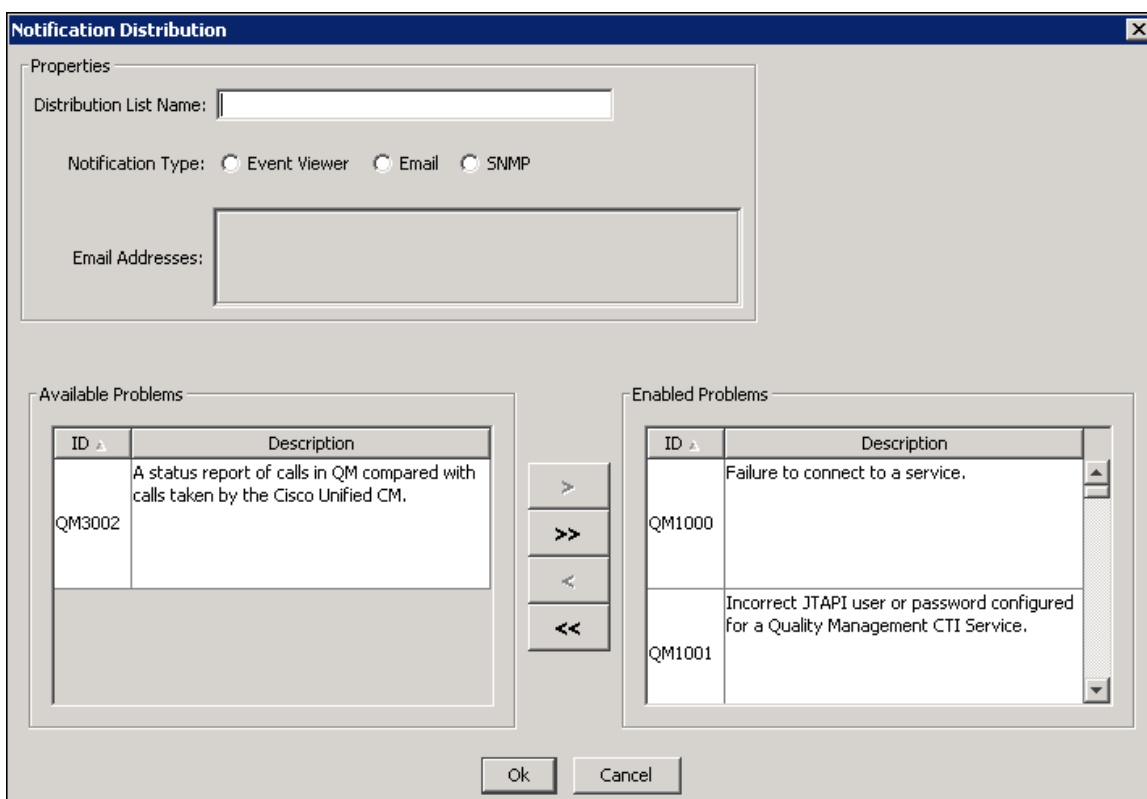 Notification Distribution
Properties
Distribution List Name:
Notification Type: Event Viewer Email SNMP
Email Addresses:
Available Problems
ID Description
QM3002 A status report of calls in QM compared with
calls taken by the Cisco Unified CM.
>
>>
<
<<
Enabled Problems
ID Description
QM1000 Failure to connect to a service.
QM1001 Incorrect JTAPI user or password configured
for a Quality Management CTI Service.
Ok Cancel